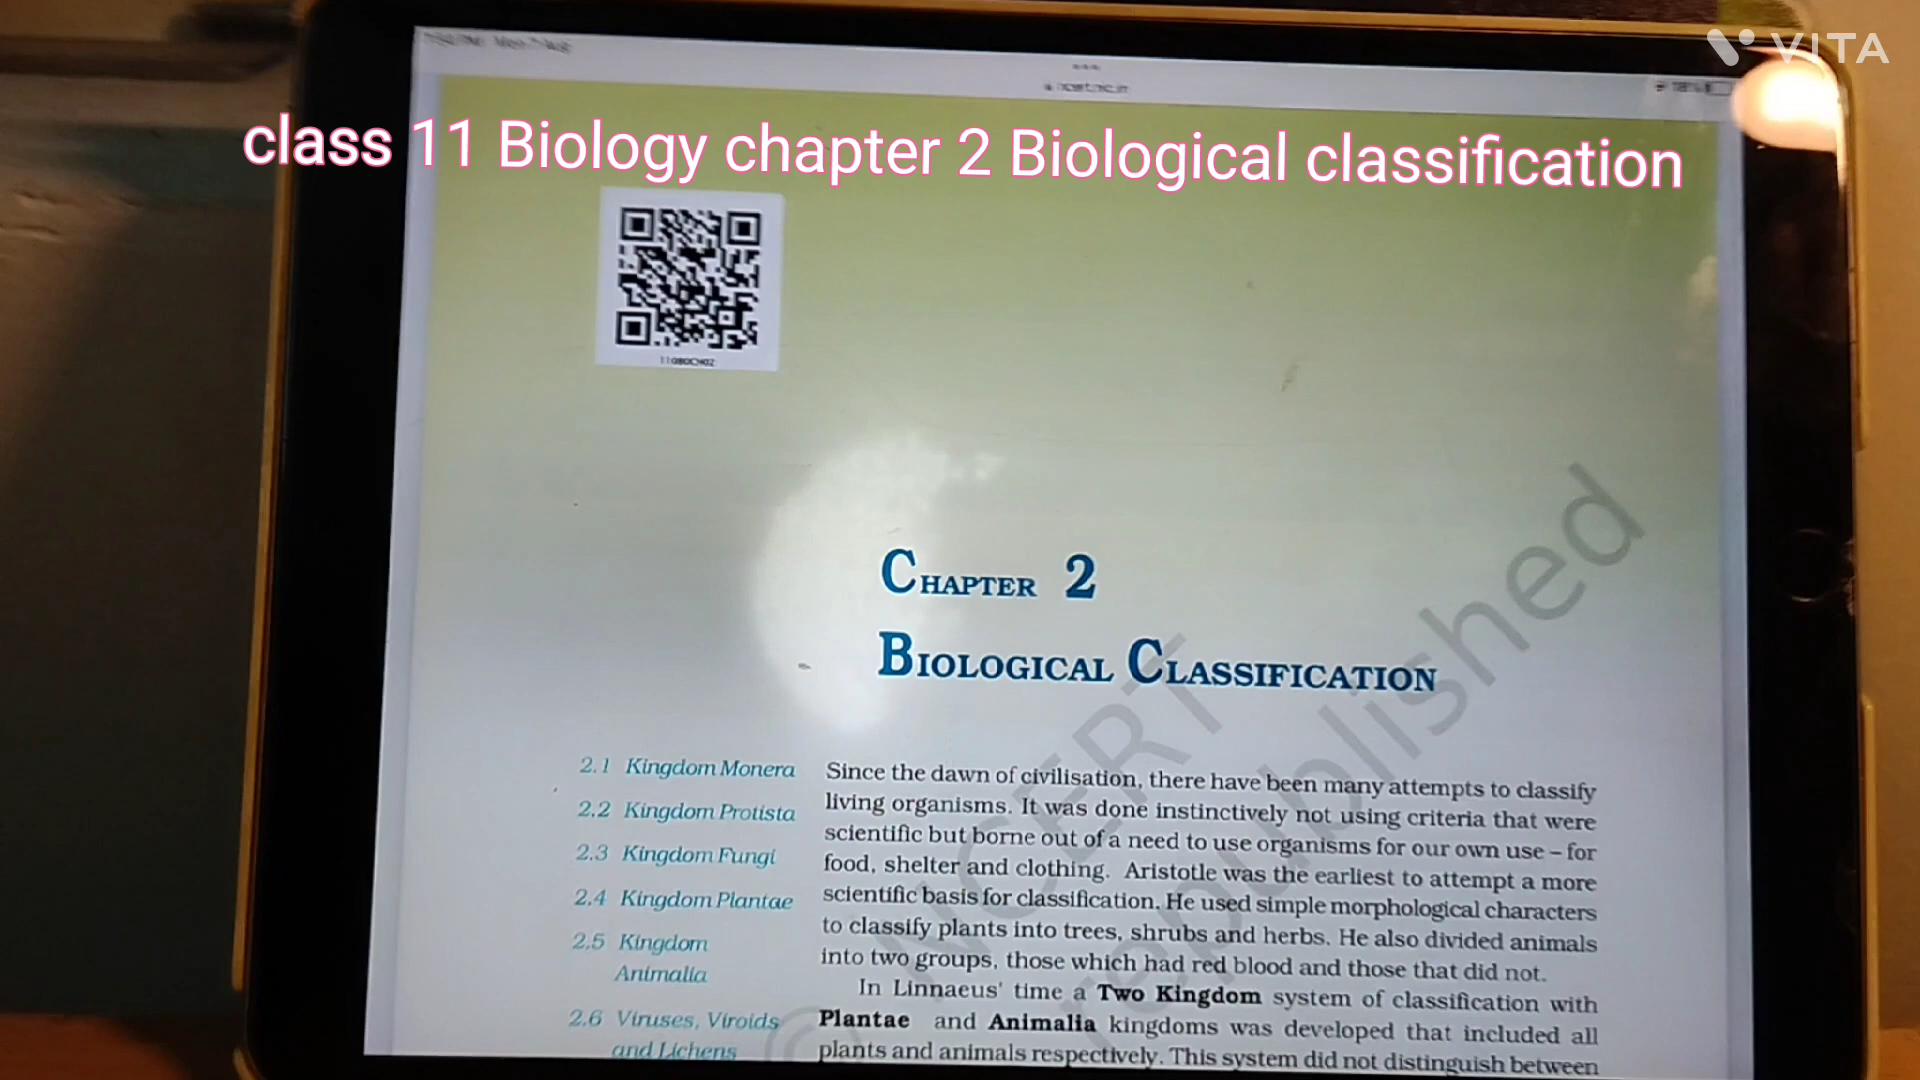 VITA
class 11 Biology chapter 2 Biological classification
CHAPTER 2
BIOLOGICAL CLASSIFICATION
2.1 Kingdom Monera
2.2 Kingdom Protista
2.3 Kingdom Fungi
2.4 Kingdom Plantae
2.5 Kingdom
Animalia
2.6 Viruses, Viroids
and Lichens
Since the dawn of civilisation, there have been many attempts to classify
living organisms. It was done instinctively not using criteria that were
scientific but borne out of a need to use organisms for our own use – for
food, shelter and clothing. Aristotle was the earliest to attempt a more
scientific basis for classification. He used simple morphological characters
to classify plants into trees, shrubs and herbs. He also divided animals
into two groups, those which had red blood and those that did not.
In Linnaeus' time a Two Kingdom system of classification with
Plantae and Animalia kingdoms was developed that included all
plants and animals respectively. This system did not distinguish between
© NCERT
republished